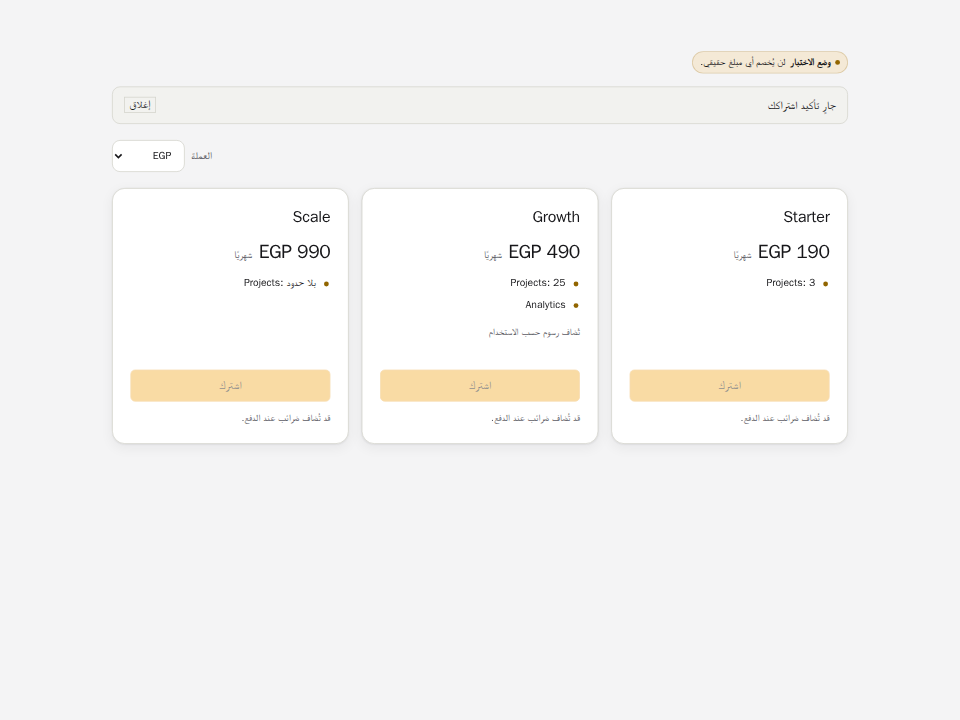 وضع الاختبار لن يُخصم أي مبلغ حقيقي.
جارٍ تأكيد اشتراكك
إغلاق
العملة
EGP
Starter
EGP 190 شهريًا
Projects: 3
اشترك
قد تُضاف ضرائب عند الدفع.
Growth
EGP 490 شهريًا
Projects: 25
Analytics
تُضاف رسوم حسب الاستخدام
اشترك
قد تُضاف ضرائب عند الدفع.
Scale
EGP 990 شهريًا
Projects: بلا حدود
اشترك
قد تُضاف ضرائب عند الدفع.